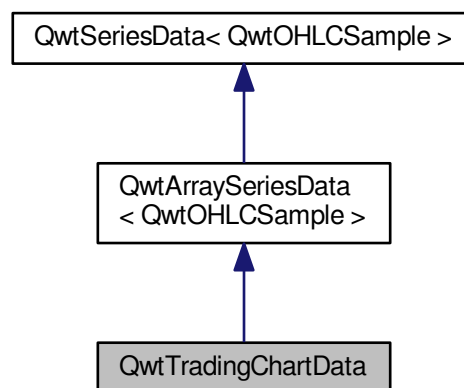 QwtSeriesData< QwtOHLCSample >
QwtArraySeriesData
< QwtOHLCSample >
QwtTradingChartData